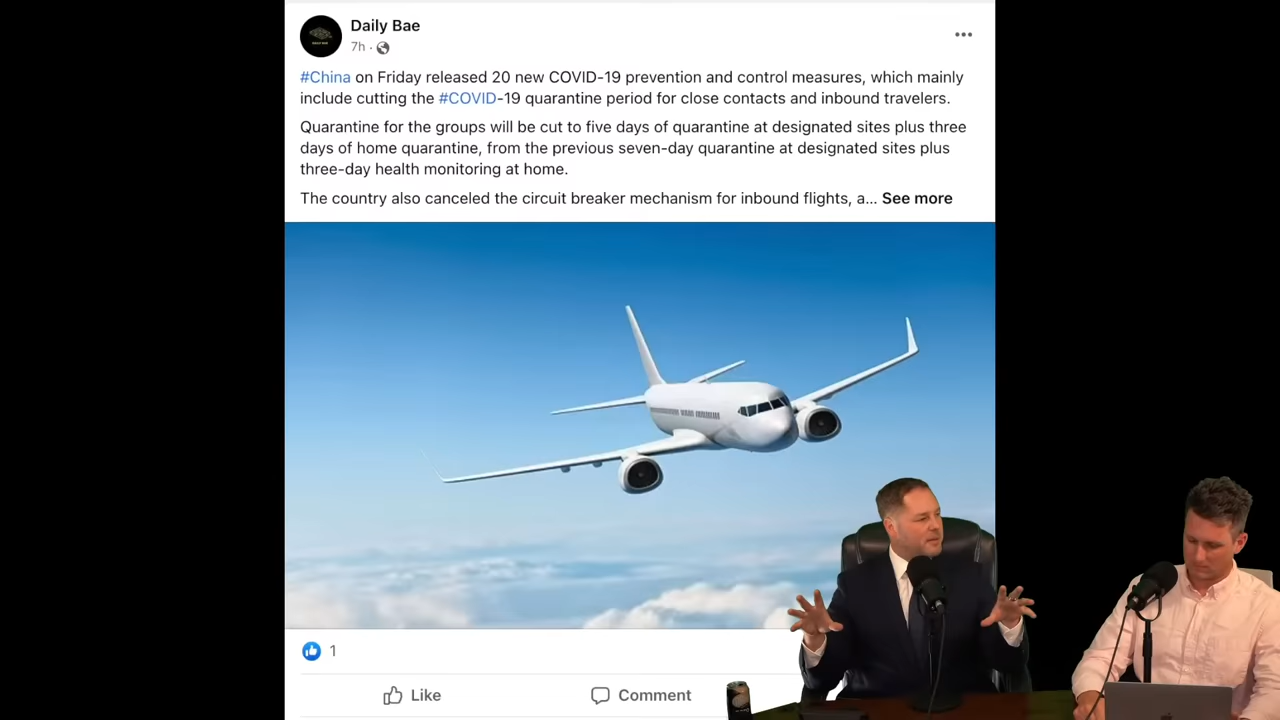 Daily Bae
7h ·
#China on Friday released 20 new COVID-19 prevention and control measures, which mainly
include cutting the #COVID-19 quarantine period for close contacts and inbound travelers.
Quarantine for the groups will be cut to five days of quarantine at designated sites plus three
days of home quarantine, from the previous seven-day quarantine at designated sites plus
three-day health monitoring at home.
The country also canceled the circuit breaker mechanism for inbound flights, a... See more
1
Like
Comment